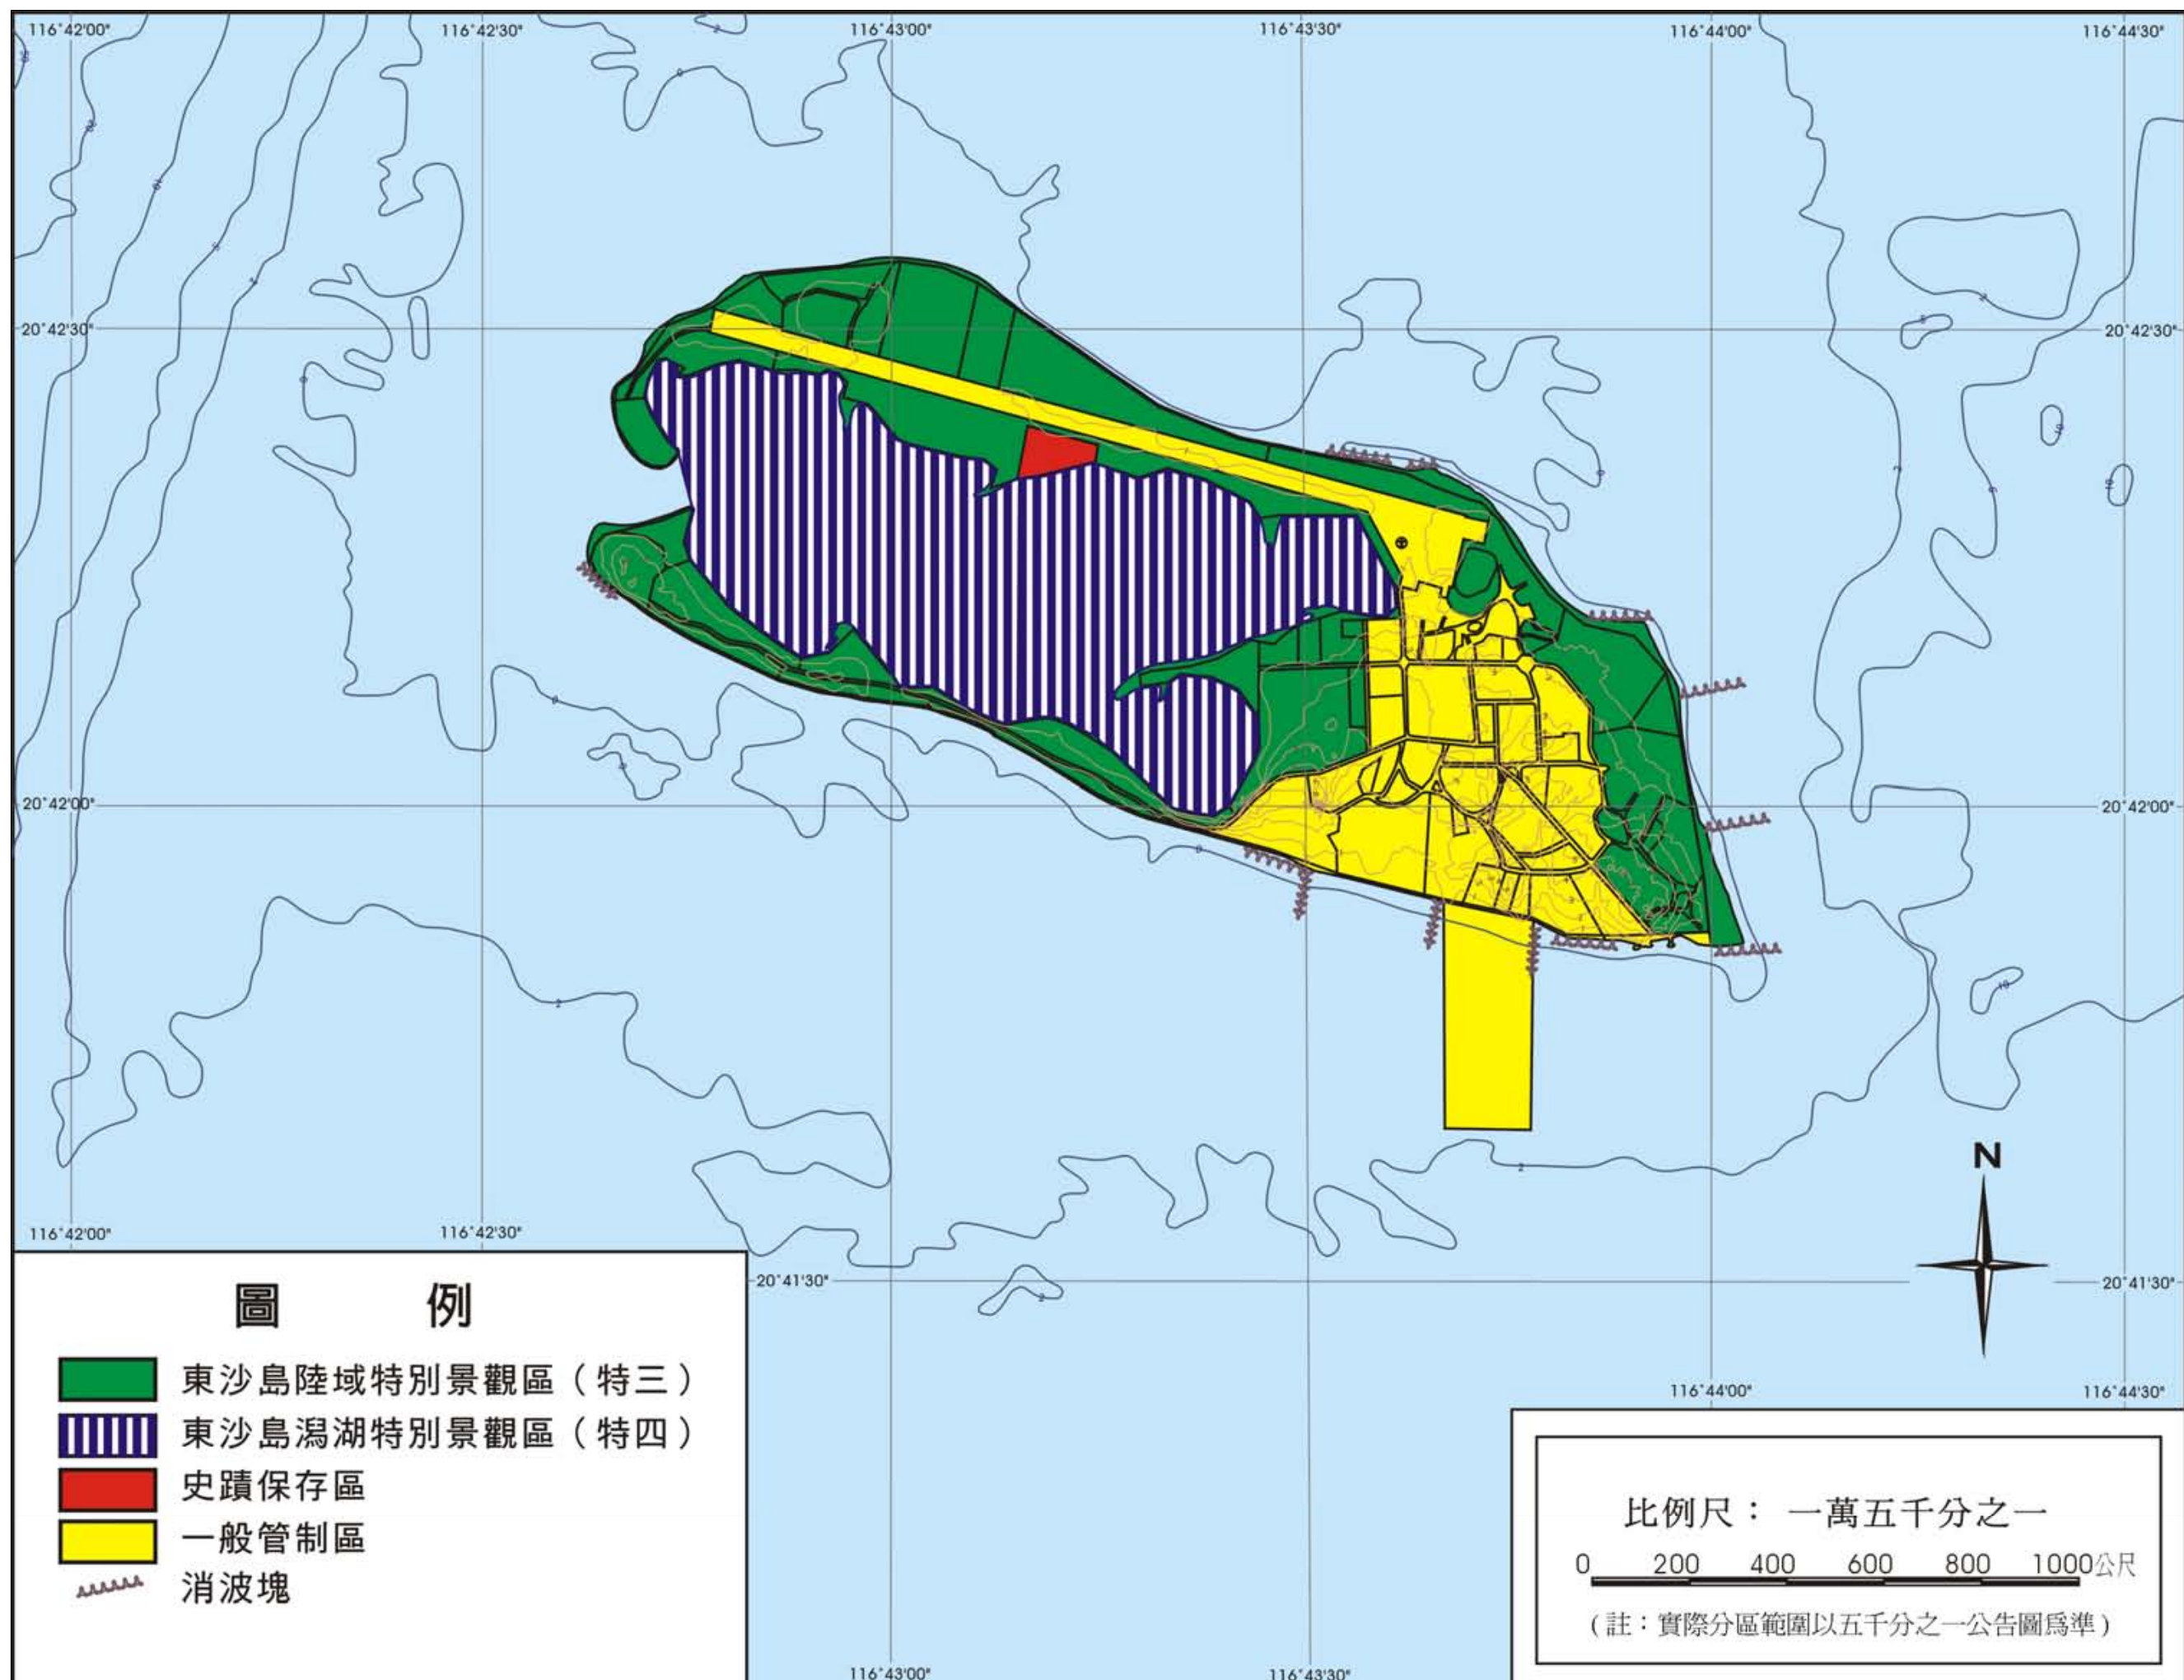 116°42'00"
116°42'30"
116°43'00"
116°43'30"
116°44'00"
116°44'30"
20°42'30"
20°42'30"
20°42'00"
20°42'00"
N
116°42'00"
116°42'30"
20°41'30"
20°41'30"
116°44'00"
116°44'30"
圖 例
東沙島陸域特別景觀區（特三）
東沙島潟湖特別景觀區（特四）
史蹟保存區
一般管制區
消波塊
比例尺： 一萬五千分之一
0 200 400 600 800 1000公尺
（註：實際分區範圍以五千分之一公告圖爲準）
116°43'00"
116°43'30"